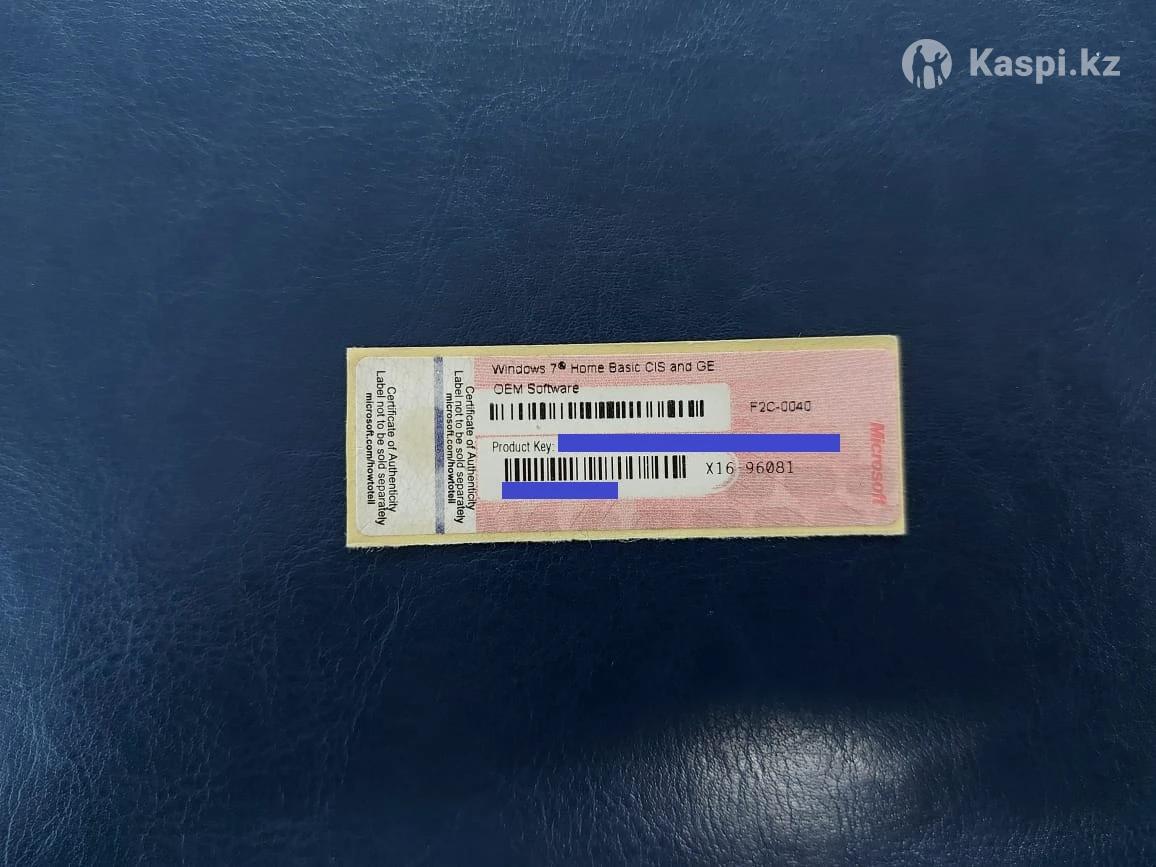 Kaspi.kz
Windows 7® Home Basic CIS and GE
OEM Software
F2C-0040
Product Key:
X16-96081
Certificate of Authenticity
Label not to be sold separately
microsoft.com/howtotell
Certificate of Authenticity
Label not to be sold separately
microsoft.com/howtotell
Microsoft